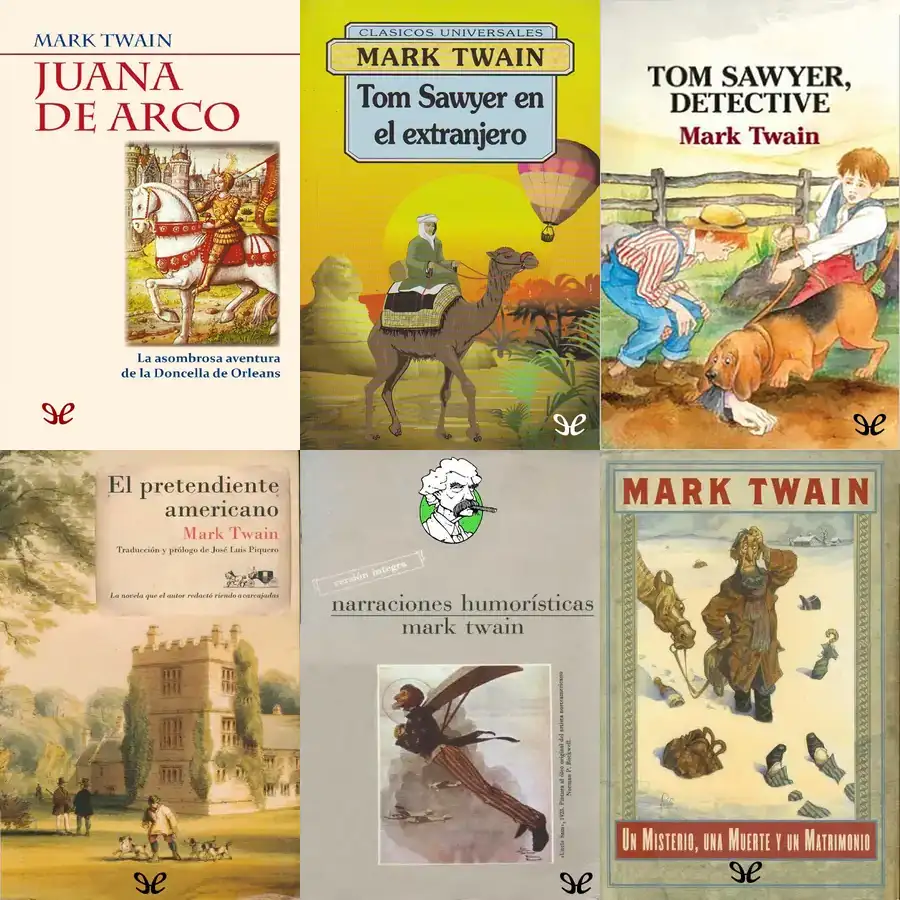 MARK TWAIN
JUANA
DE ARCO
La asombrosa aventura
de la Doncella de Orleans
CLASICOS UNIVERSALES
MARK TWAIN
Tom Sawyer en
el extranjero
TOM SAWYER,
DETECTIVE
Mark Twain
El pretendiente
americano
Mark Twain
Traducción y prólogo de José Luis Piquero
La novela que el autor redactó riendo a carcajadas
versión íntegra
narraciones humorísticas
mark twain
MARK TWAIN
UN MISTERIO, UNA MUERTE Y UN MATRIMONIO